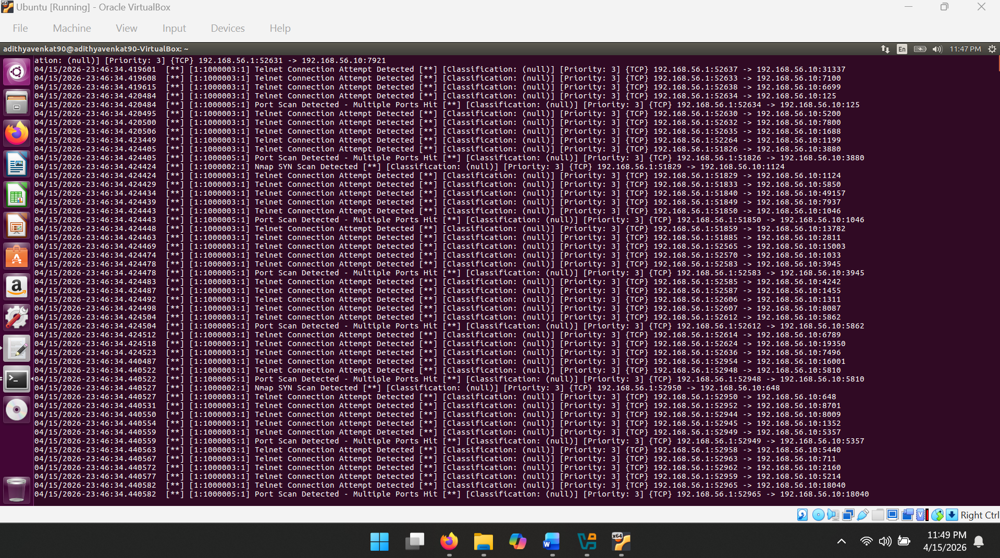 Ubuntu [Running] - Oracle VirtualBox
File Machine View Input Devices Help
adithyavenkat90@adithyavenkat90-VirtualBox: ~ En 11:47 PM
ation: (null)] [Priority: 3] {TCP} 192.168.56.1:52631 -> 192.168.56.10:7921
04/15/2026-23:46:34.419601 [**] [1:1000003:1] Telnet Connection Attempt Detected [**] [Classification: (null)] [Priority: 3] {TCP} 192.168.56.1:52637 -> 192.168.56.10:31337
04/15/2026-23:46:34.419608 [**] [1:1000003:1] Telnet Connection Attempt Detected [**] [Classification: (null)] [Priority: 3] {TCP} 192.168.56.1:52633 -> 192.168.56.10:7100
04/15/2026-23:46:34.419615 [**] [1:1000003:1] Telnet Connection Attempt Detected [**] [Classification: (null)] [Priority: 3] {TCP} 192.168.56.1:52638 -> 192.168.56.10:6699
04/15/2026-23:46:34.420484 [**] [1:1000003:1] Telnet Connection Attempt Detected [**] [Classification: (null)] [Priority: 3] {TCP} 192.168.56.1:52634 -> 192.168.56.10:125
04/15/2026-23:46:34.420484 [**] [1:1000005:1] Port Scan Detected - Multiple Ports Hit [**] [Classification: (null)] [Priority: 3] {TCP} 192.168.56.1:52634 -> 192.168.56.10:125
04/15/2026-23:46:34.420495 [**] [1:1000003:1] Telnet Connection Attempt Detected [**] [Classification: (null)] [Priority: 3] {TCP} 192.168.56.1:52630 -> 192.168.56.10:5200
04/15/2026-23:46:34.420500 [**] [1:1000003:1] Telnet Connection Attempt Detected [**] [Classification: (null)] [Priority: 3] {TCP} 192.168.56.1:52632 -> 192.168.56.10:7800
04/15/2026-23:46:34.420506 [**] [1:1000003:1] Telnet Connection Attempt Detected [**] [Classification: (null)] [Priority: 3] {TCP} 192.168.56.1:52635 -> 192.168.56.10:1688
04/15/2026-23:46:34.423449 [**] [1:1000003:1] Telnet Connection Attempt Detected [**] [Classification: (null)] [Priority: 3] {TCP} 192.168.56.1:52264 -> 192.168.56.10:1199
04/15/2026-23:46:34.424405 [**] [1:1000003:1] Telnet Connection Attempt Detected [**] [Classification: (null)] [Priority: 3] {TCP} 192.168.56.1:51826 -> 192.168.56.10:3880
04/15/2026-23:46:34.424405 [**] [1:1000005:1] Port Scan Detected - Multiple Ports Hit [**] [Classification: (null)] [Priority: 3] {TCP} 192.168.56.1:51826 -> 192.168.56.10:3880
04/15/2026-23:46:34.424424 [**] [1:1000002:1] Nmap SYN Scan Detected [**] [Classification: (null)] [Priority: 3] {TCP} 192.168.56.1:51829 -> 192.168.56.10:1124
04/15/2026-23:46:34.424424 [**] [1:1000003:1] Telnet Connection Attempt Detected [**] [Classification: (null)] [Priority: 3] {TCP} 192.168.56.1:51829 -> 192.168.56.10:1124
04/15/2026-23:46:34.424429 [**] [1:1000003:1] Telnet Connection Attempt Detected [**] [Classification: (null)] [Priority: 3] {TCP} 192.168.56.1:51833 -> 192.168.56.10:5850
04/15/2026-23:46:34.424434 [**] [1:1000003:1] Telnet Connection Attempt Detected [**] [Classification: (null)] [Priority: 3] {TCP} 192.168.56.1:51840 -> 192.168.56.10:49157
04/15/2026-23:46:34.424439 [**] [1:1000003:1] Telnet Connection Attempt Detected [**] [Classification: (null)] [Priority: 3] {TCP} 192.168.56.1:51849 -> 192.168.56.10:7937
04/15/2026-23:46:34.424443 [**] [1:1000003:1] Telnet Connection Attempt Detected [**] [Classification: (null)] [Priority: 3] {TCP} 192.168.56.1:51850 -> 192.168.56.10:1046
04/15/2026-23:46:34.424443 [**] [1:1000005:1] Port Scan Detected - Multiple Ports Hit [**] [Classification: (null)] [Priority: 3] {TCP} 192.168.56.1:51850 -> 192.168.56.10:1046
04/15/2026-23:46:34.424448 [**] [1:1000003:1] Telnet Connection Attempt Detected [**] [Classification: (null)] [Priority: 3] {TCP} 192.168.56.1:51859 -> 192.168.56.10:13782
04/15/2026-23:46:34.424463 [**] [1:1000003:1] Telnet Connection Attempt Detected [**] [Classification: (null)] [Priority: 3] {TCP} 192.168.56.1:51885 -> 192.168.56.10:2811
04/15/2026-23:46:34.424469 [**] [1:1000003:1] Telnet Connection Attempt Detected [**] [Classification: (null)] [Priority: 3] {TCP} 192.168.56.1:52565 -> 192.168.56.10:15003
04/15/2026-23:46:34.424474 [**] [1:1000003:1] Telnet Connection Attempt Detected [**] [Classification: (null)] [Priority: 3] {TCP} 192.168.56.1:52570 -> 192.168.56.10:1033
04/15/2026-23:46:34.424478 [**] [1:1000003:1] Telnet Connection Attempt Detected [**] [Classification: (null)] [Priority: 3] {TCP} 192.168.56.1:52583 -> 192.168.56.10:3945
04/15/2026-23:46:34.424478 [**] [1:1000005:1] Port Scan Detected - Multiple Ports Hit [**] [Classification: (null)] [Priority: 3] {TCP} 192.168.56.1:52583 -> 192.168.56.10:3945
04/15/2026-23:46:34.424483 [**] [1:1000003:1] Telnet Connection Attempt Detected [**] [Classification: (null)] [Priority: 3] {TCP} 192.168.56.1:52585 -> 192.168.56.10:4242
04/15/2026-23:46:34.424487 [**] [1:1000003:1] Telnet Connection Attempt Detected [**] [Classification: (null)] [Priority: 3] {TCP} 192.168.56.1:52587 -> 192.168.56.10:1455
04/15/2026-23:46:34.424492 [**] [1:1000003:1] Telnet Connection Attempt Detected [**] [Classification: (null)] [Priority: 3] {TCP} 192.168.56.1:52606 -> 192.168.56.10:1311
04/15/2026-23:46:34.424498 [**] [1:1000003:1] Telnet Connection Attempt Detected [**] [Classification: (null)] [Priority: 3] {TCP} 192.168.56.1:52607 -> 192.168.56.10:8087
04/15/2026-23:46:34.424504 [**] [1:1000003:1] Telnet Connection Attempt Detected [**] [Classification: (null)] [Priority: 3] {TCP} 192.168.56.1:52612 -> 192.168.56.10:5862
04/15/2026-23:46:34.424504 [**] [1:1000005:1] Port Scan Detected - Multiple Ports Hit [**] [Classification: (null)] [Priority: 3] {TCP} 192.168.56.1:52612 -> 192.168.56.10:5862
04/15/2026-23:46:34.424512 [**] [1:1000003:1] Telnet Connection Attempt Detected [**] [Classification: (null)] [Priority: 3] {TCP} 192.168.56.1:52614 -> 192.168.56.10:6789
04/15/2026-23:46:34.424518 [**] [1:1000003:1] Telnet Connection Attempt Detected [**] [Classification: (null)] [Priority: 3] {TCP} 192.168.56.1:52624 -> 192.168.56.10:19350
04/15/2026-23:46:34.424523 [**] [1:1000003:1] Telnet Connection Attempt Detected [**] [Classification: (null)] [Priority: 3] {TCP} 192.168.56.1:52636 -> 192.168.56.10:7496
04/15/2026-23:46:34.440487 [**] [1:1000003:1] Telnet Connection Attempt Detected [**] [Classification: (null)] [Priority: 3] {TCP} 192.168.56.1:52954 -> 192.168.56.10:16001
04/15/2026-23:46:34.440522 [**] [1:1000003:1] Telnet Connection Attempt Detected [**] [Classification: (null)] [Priority: 3] {TCP} 192.168.56.1:52948 -> 192.168.56.10:5810
04/15/2026-23:46:34.440522 [**] [1:1000005:1] Port Scan Detected - Multiple Ports Hit [**] [Classification: (null)] [Priority: 3] {TCP} 192.168.56.1:52948 -> 192.168.56.10:5810
04/15/2026-23:46:34.440527 [**] [1:1000002:1] Nmap SYN Scan Detected [**] [Classification: (null)] [Priority: 3] {TCP} 192.168.56.1:52950 -> 192.168.56.10:648
04/15/2026-23:46:34.440527 [**] [1:1000003:1] Telnet Connection Attempt Detected [**] [Classification: (null)] [Priority: 3] {TCP} 192.168.56.1:52950 -> 192.168.56.10:648
04/15/2026-23:46:34.440531 [**] [1:1000003:1] Telnet Connection Attempt Detected [**] [Classification: (null)] [Priority: 3] {TCP} 192.168.56.1:52952 -> 192.168.56.10:8701
04/15/2026-23:46:34.440550 [**] [1:1000003:1] Telnet Connection Attempt Detected [**] [Classification: (null)] [Priority: 3] {TCP} 192.168.56.1:52944 -> 192.168.56.10:8009
04/15/2026-23:46:34.440554 [**] [1:1000003:1] Telnet Connection Attempt Detected [**] [Classification: (null)] [Priority: 3] {TCP} 192.168.56.1:52945 -> 192.168.56.10:1352
04/15/2026-23:46:34.440559 [**] [1:1000003:1] Telnet Connection Attempt Detected [**] [Classification: (null)] [Priority: 3] {TCP} 192.168.56.1:52949 -> 192.168.56.10:5357
04/15/2026-23:46:34.440559 [**] [1:1000005:1] Port Scan Detected - Multiple Ports Hit [**] [Classification: (null)] [Priority: 3] {TCP} 192.168.56.1:52949 -> 192.168.56.10:5357
04/15/2026-23:46:34.440563 [**] [1:1000003:1] Telnet Connection Attempt Detected [**] [Classification: (null)] [Priority: 3] {TCP} 192.168.56.1:52958 -> 192.168.56.10:5440
04/15/2026-23:46:34.440567 [**] [1:1000003:1] Telnet Connection Attempt Detected [**] [Classification: (null)] [Priority: 3] {TCP} 192.168.56.1:52963 -> 192.168.56.10:711
04/15/2026-23:46:34.440572 [**] [1:1000003:1] Telnet Connection Attempt Detected [**] [Classification: (null)] [Priority: 3] {TCP} 192.168.56.1:52962 -> 192.168.56.10:2160
04/15/2026-23:46:34.440577 [**] [1:1000003:1] Telnet Connection Attempt Detected [**] [Classification: (null)] [Priority: 3] {TCP} 192.168.56.1:52959 -> 192.168.56.10:5214
04/15/2026-23:46:34.440582 [**] [1:1000003:1] Telnet Connection Attempt Detected [**] [Classification: (null)] [Priority: 3] {TCP} 192.168.56.1:52965 -> 192.168.56.10:18040
04/15/2026-23:46:34.440582 [**] [1:1000005:1] Port Scan Detected - Multiple Ports Hit [**] [Classification: (null)] [Priority: 3] {TCP} 192.168.56.1:52965 -> 192.168.56.10:18040
Right Ctrl
11:49 PM
4/15/2026